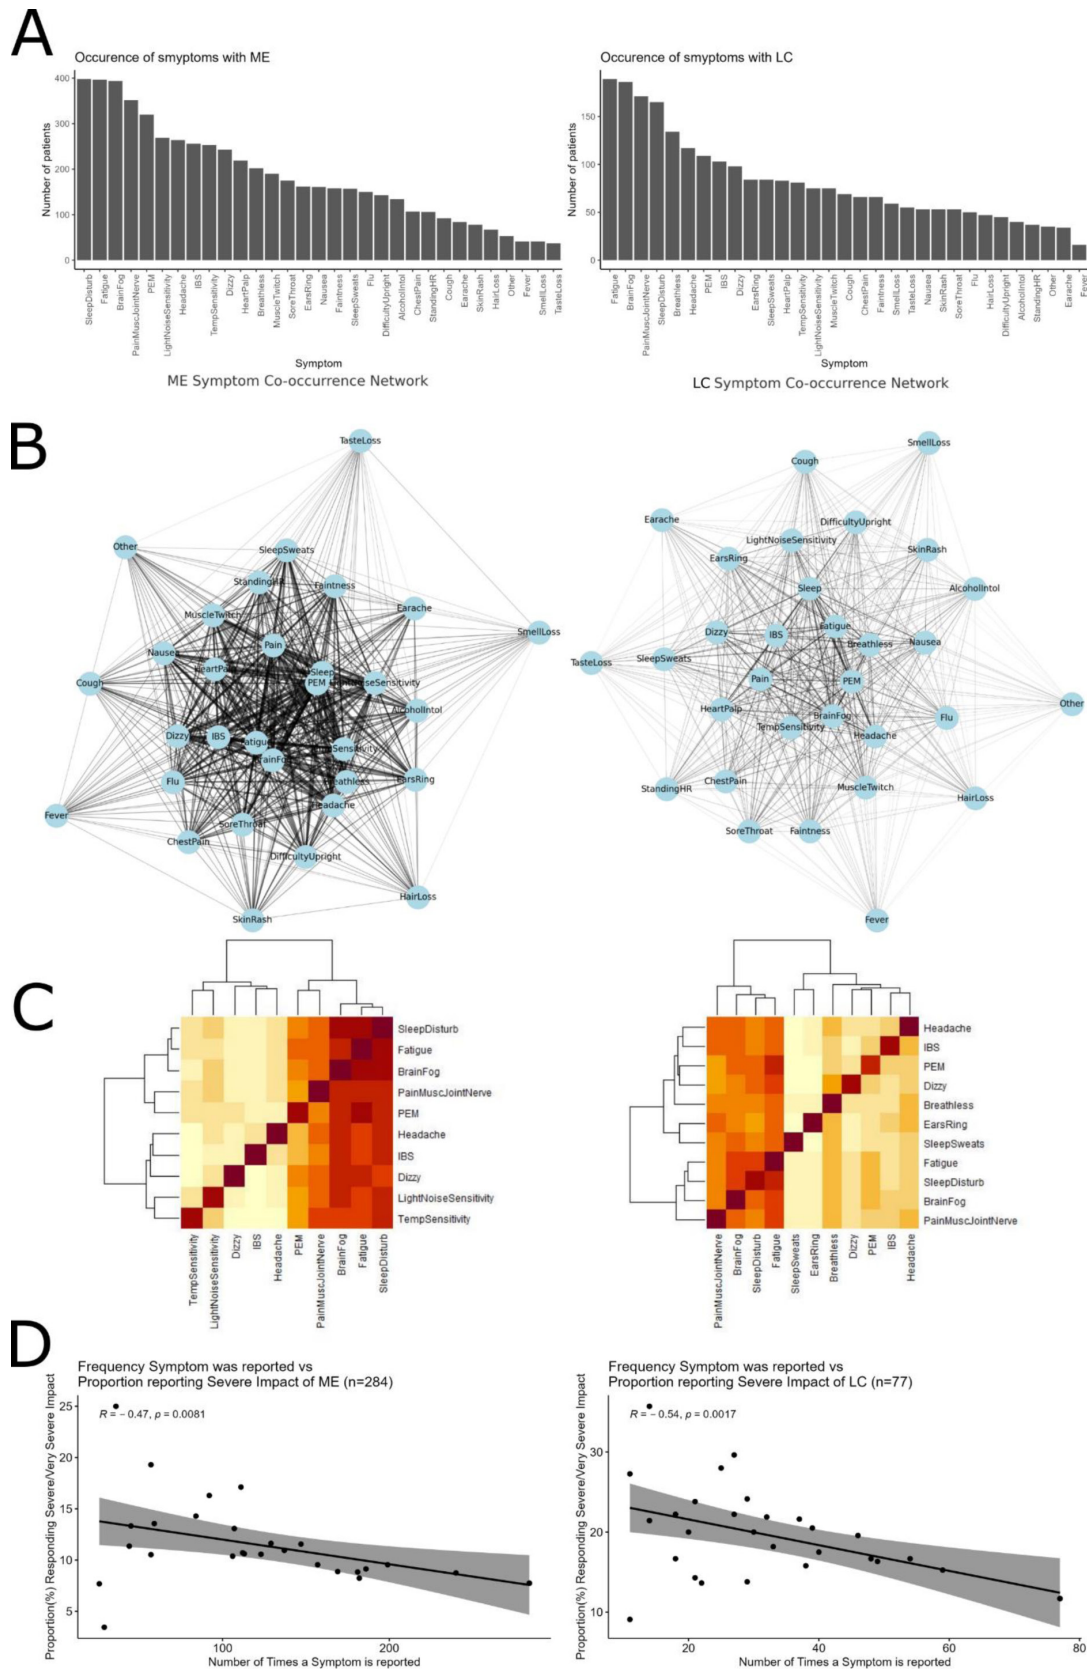 A
Occurence of smyptoms with ME
Number of patients
400
300
200
100
0
SleepDisturb
Fatigue
BrainFog
PainMuscJointNerve
PEM
LightNoiseSensitivity
Headache
IBS
TempSensitivity
Dizzy
HeartPalp
Breathless
MuscleTwitch
SoreThroat
EarsRing
Nausea
Faintness
SleepSweats
Flu
DifficultyUpright
AlcoholIntol
ChestPain
StandingHR
Cough
Earache
SkinRash
HairLoss
Other
Fever
SmellLoss
TasteLoss
Symptom
Occurence of smyptoms with LC
Number of patients
150
100
50
0
Fatigue
BrainFog
PainMuscJointNerve
SleepDisturb
Breathless
Headache
PEM
IBS
Dizzy
EarsRing
SleepSweats
HeartPalp
TempSensitivity
LightNoiseSensitivity
MuscleTwitch
Cough
ChestPain
Faintness
SmellLoss
TasteLoss
Nausea
SkinRash
SoreThroat
Flu
HairLoss
DifficultyUpright
AlcoholIntol
StandingHR
Other
Earache
Fever
Symptom
B
ME Symptom Co-occurrence Network
TasteLoss
Other
SleepSweats
StandingHR
Faintness
Earache
MuscleTwitch
SmellLoss
Pain
Nausea
HeartPalp
Sleep
PEM
LightNoiseSensitivity
Cough
AlcoholIntol
Dizzy
IBS
Fatigue
TempSensitivity
BrainFog
Flu
Breathless
EarsRing
Headache
Fever
SoreThroat
ChestPain
DifficultyUpright
HairLoss
SkinRash
LC Symptom Co-occurrence Network
SmellLoss
Cough
Earache
DifficultyUpright
LightNoiseSensitivity
EarsRing
SkinRash
Sleep
AlcoholIntol
Fatigue
Dizzy
IBS
Breathless
Nausea
SleepSweats
TasteLoss
Pain
PEM
Other
HeartPalp
BrainFog
Flu
TempSensitivity
Headache
ChestPain
StandingHR
MuscleTwitch
HairLoss
SoreThroat
Faintness
Fever
C
SleepDisturb
Fatigue
BrainFog
PainMuscJointNerve
PEM
Headache
IBS
Dizzy
LightNoiseSensitivity
TempSensitivity
TempSensitivity
LightNoiseSensitivity
Dizzy
IBS
Headache
PEM
PainMuscJointNerve
BrainFog
Fatigue
SleepDisturb
Headache
IBS
PEM
Dizzy
Breathless
EarsRing
SleepSweats
Fatigue
SleepDisturb
BrainFog
PainMuscJointNerve
PainMuscJointNerve
BrainFog
SleepDisturb
Fatigue
SleepSweats
EarsRing
Breathless
Dizzy
PEM
IBS
Headache
D
Frequency Symptom was reported vs
Proportion reporting Severe Impact of ME (n=284)
R = − 0.47, p = 0.0081
Proportion(%) Responding Severe/Very Severe Impact
25
20
15
10
5
100
200
Number of Times a Symptom is reported
Frequency Symptom was reported vs
Proportion reporting Severe Impact of LC (n=77)
R = − 0.54, p = 0.0017
Proportion(%) Responding Severe/Very Severe Impact
30
20
10
20
40
60
80
Number of Times a Symptom is reported